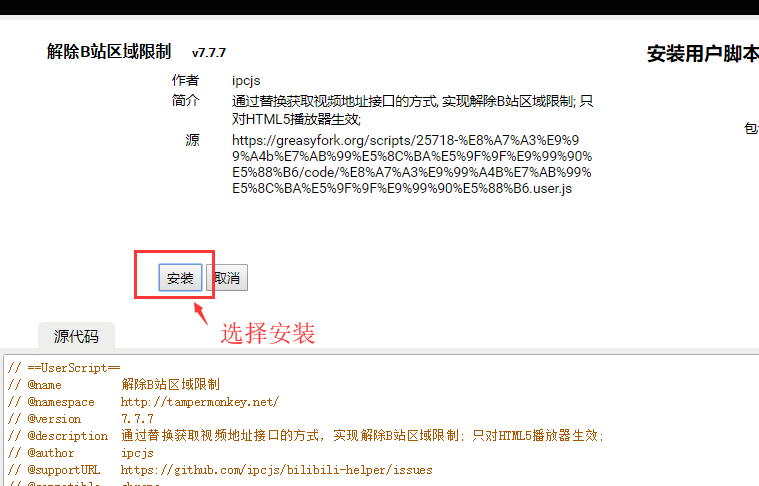 解除B站区域限制 v7.7.7
安装用户脚本
作者 ipcjs
简介 通过替换获取视频地址接口的方式, 实现解除B站区域限制; 只
对HTML5播放器生效;
包
源 https://greasyfork.org/scripts/25718-%E8%A7%A3%E9%9
9%A4b%E7%AB%99%E5%8C%BA%E5%9F%9F%E9%99%90%
E5%88%B6/code/%E8%A7%A3%E9%99%A4B%E7%AB%99%
E5%8C%BA%E5%9F%9F%E9%99%90%E5%88%B6.user.js
安装 取消
选择安装
源代码
// ==UserScript==
// @name 解除B站区域限制
// @namespace http://tampermonkey.net/
// @version 7.7.7
// @description 通过替换获取视频地址接口的方式, 实现解除B站区域限制; 只对HTML5播放器生效;
// @author ipcjs
// @supportURL https://github.com/ipcjs/bilibili-helper/issues